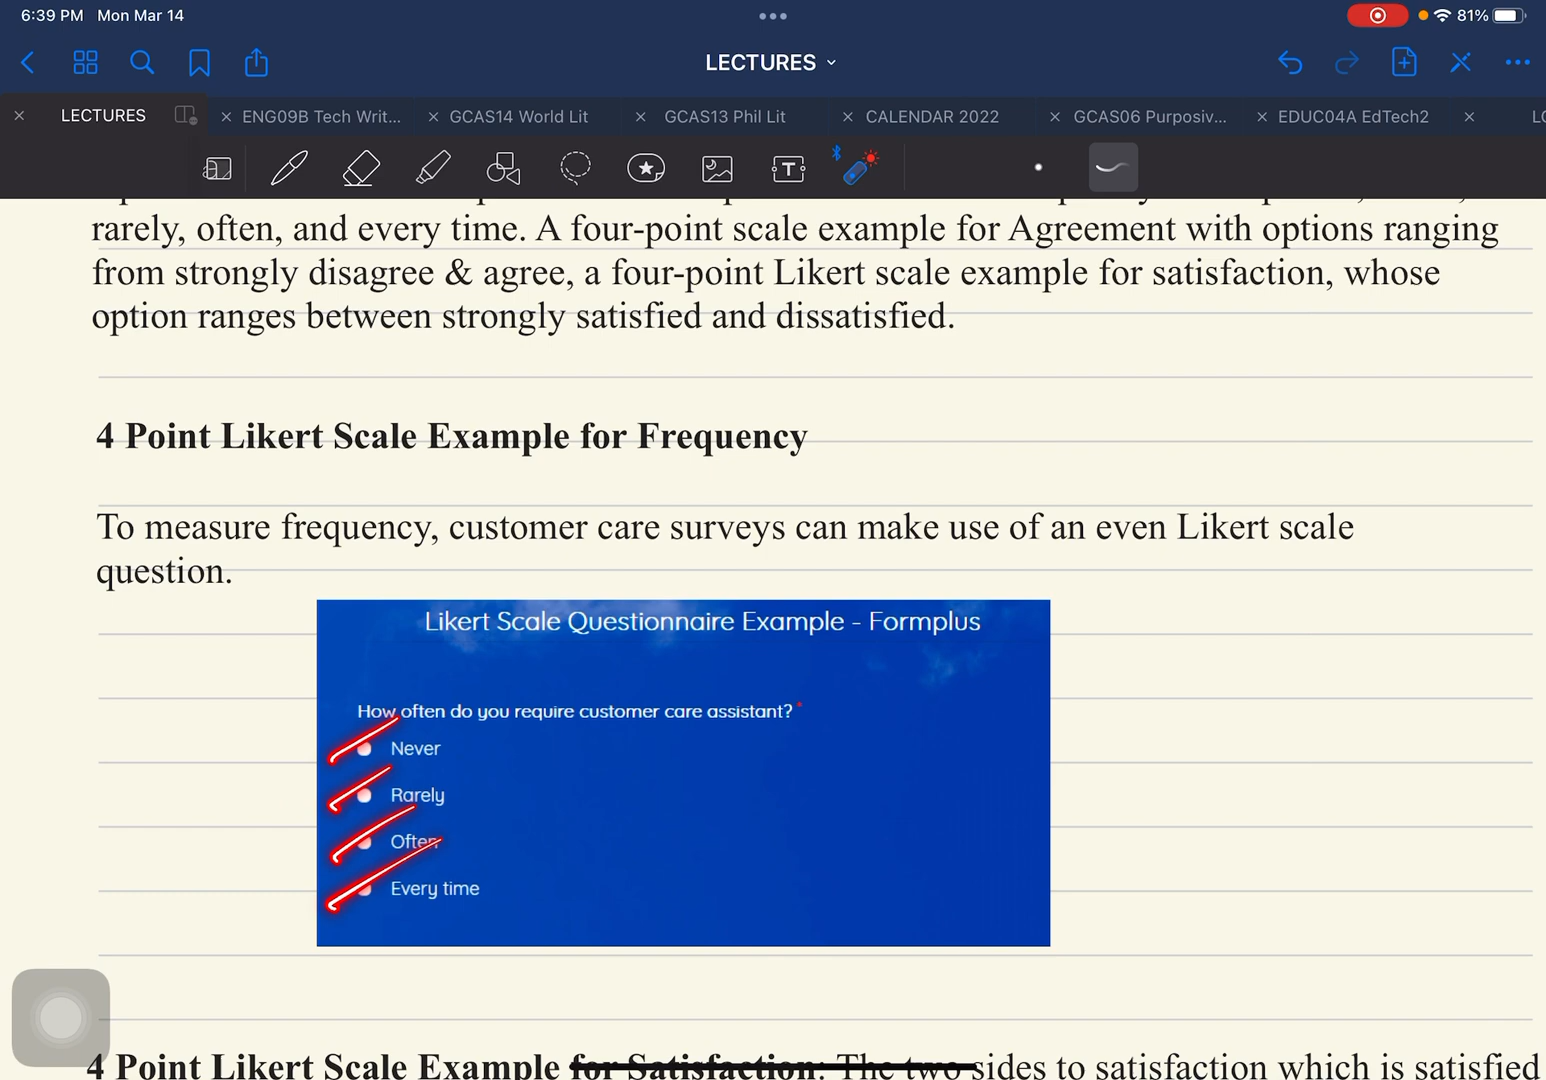 6:39 PM Mon Mar 14
81%
LECTURES
LECTURES
ENG09B Tech Writ...
GCAS14 World Lit
GCAS13 Phil Lit
CALENDAR 2022
GCAS06 Purposiv...
EDUC04A EdTech2
rarely, often, and every time. A four-point scale example for Agreement with options ranging
from strongly disagree & agree, a four-point Likert scale example for satisfaction, whose
option ranges between strongly satisfied and dissatisfied.
4 Point Likert Scale Example for Frequency
To measure frequency, customer care surveys can make use of an even Likert scale
question.
Likert Scale Questionnaire Example - Formplus
How often do you require customer care assistant? *
Never
Rarely
Often
Every time
4 Point Likert Scale Example for Satisfaction: The two sides to satisfaction which is satisfied